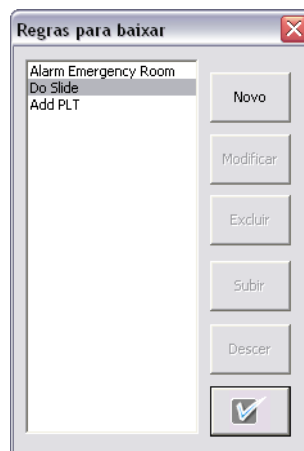 Regras para baixar
Alarm Emergency Room
Do Slide
Add PLT
Novo
Modificar
Excluir
Subir
Descer